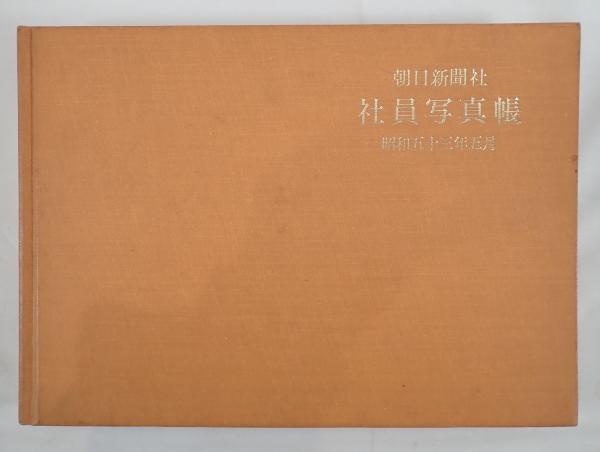 朝日新聞社
社員写真帳
昭和五十三年五月